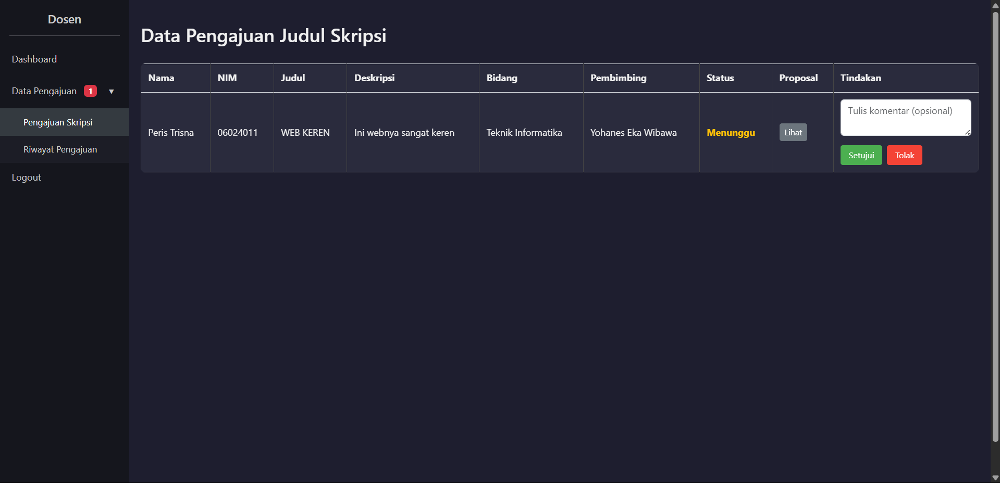 Dosen
Dashboard
Data Pengajuan 1 ▼
Pengajuan Skripsi
Riwayat Pengajuan
Logout
Data Pengajuan Judul Skripsi
Nama NIM Judul Deskripsi Bidang Pembimbing Status Proposal Tindakan
Peris Trisna 06024011 WEB KEREN Ini webnya sangat keren Teknik Informatika Yohanes Eka Wibawa Menunggu Lihat
Tulis komentar (opsional)
Setujui Tolak